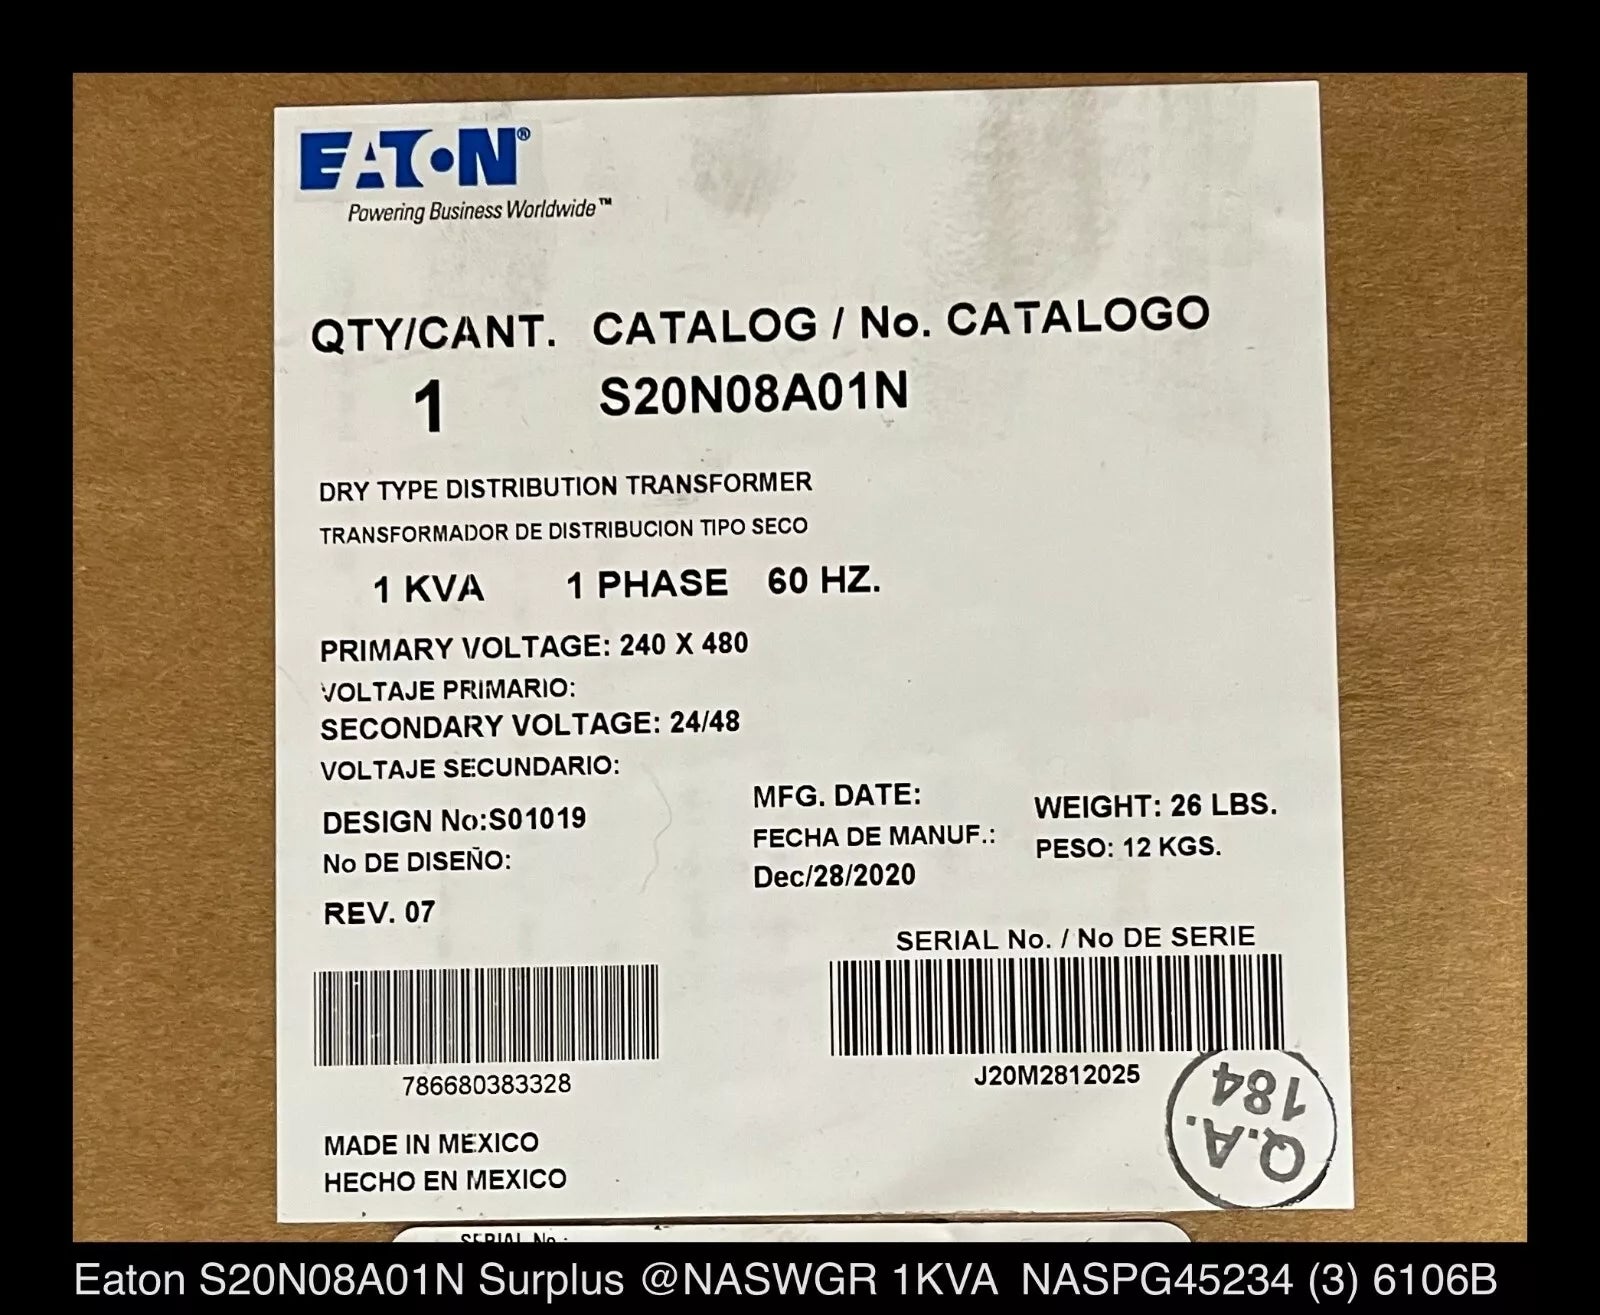 EATON®
Powering Business Worldwide™
QTY/CANT. CATALOG / No. CATALOGO
1 S20N08A01N
DRY TYPE DISTRIBUTION TRANSFORMER
TRANSFORMADOR DE DISTRIBUCION TIPO SECO
1 KVA 1 PHASE 60 HZ.
PRIMARY VOLTAGE: 240 X 480
VOLTAJE PRIMARIO:
SECONDARY VOLTAGE: 24/48
VOLTAJE SECUNDARIO:
DESIGN No:S01019
No DE DISEÑO:
REV. 07
MFG. DATE:
FECHA DE MANUF.:
Dec/28/2020
WEIGHT: 26 LBS.
PESO: 12 KGS.
SERIAL No. / No DE SERIE
786680383328
J20M2812025
Q.A.
184
MADE IN MEXICO
HECHO EN MEXICO
SERIAL No.:
Eaton S20N08A01N Surplus @NASWGR 1KVA NASPG45234 (3) 6106B